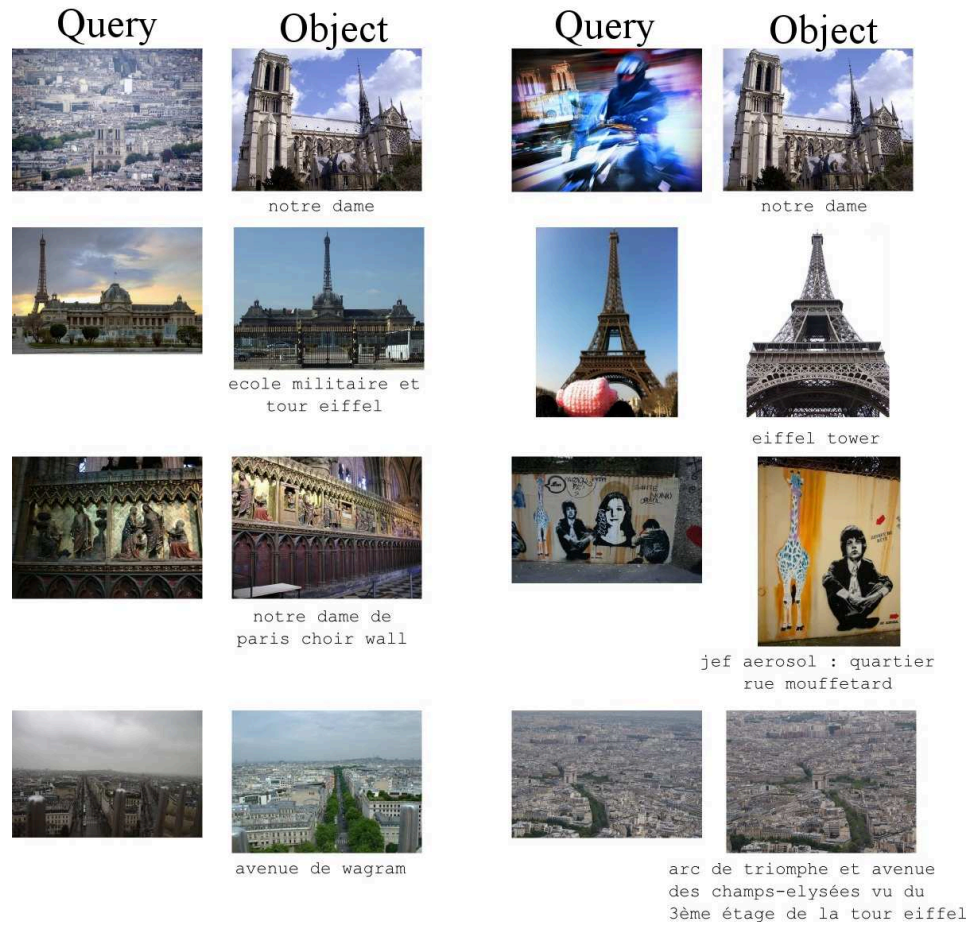 Query Object Query Object
notre dame notre dame
ecole militaire et
tour eiffel
eiffel tower
notre dame de
paris choir wall
jef aerosol : quartier
rue mouffetard
avenue de wagram
arc de triomphe et avenue
des champs-elysées vu du
3ème étage de la tour eiffel